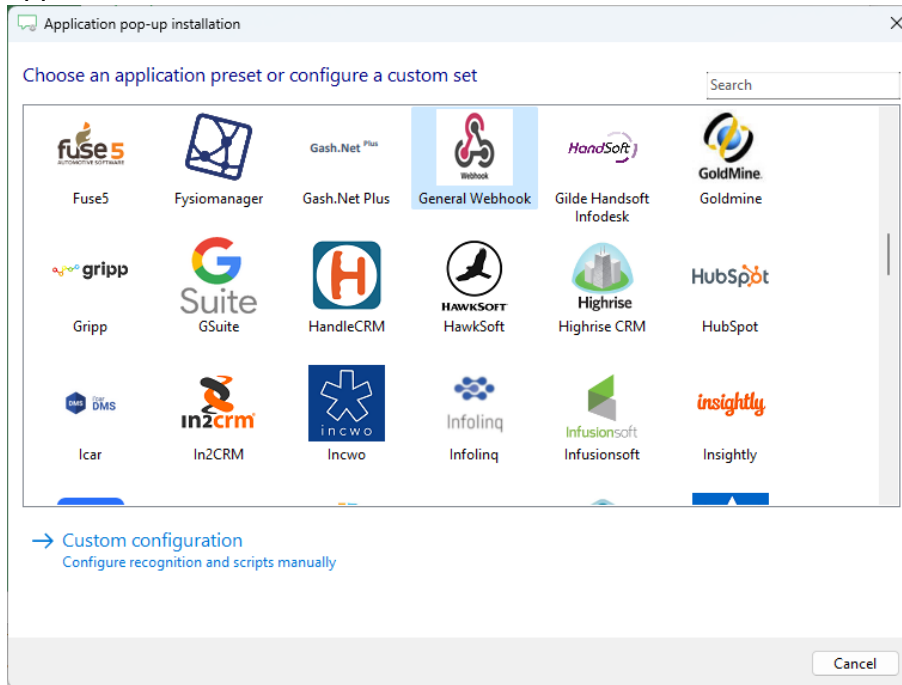 Application pop-up installation
Choose an application preset or configure a custom set
Search
fuse 5
AUTOMOTIVE SOFTWARE
Gash.Net Plus
Webhook
HandSoft
GoldMine
Fuse5
Fysiomanager
Gash.Net Plus
General Webhook
Gilde Handsoft
Infodesk
Goldmine
gripp
G
Suite
H
HAWKSOFT
Highrise
HubSpot
Gripp
GSuite
HandleCRM
HawkSoft
Highrise CRM
HubSpot
DMS
DMS
in2crm
incwo
Infolinq
Infusionsoft
insightly
Icar
In2CRM
Incwo
Infolinq
Infusionsoft
Insightly
→ Custom configuration
Configure recognition and scripts manually
Cancel